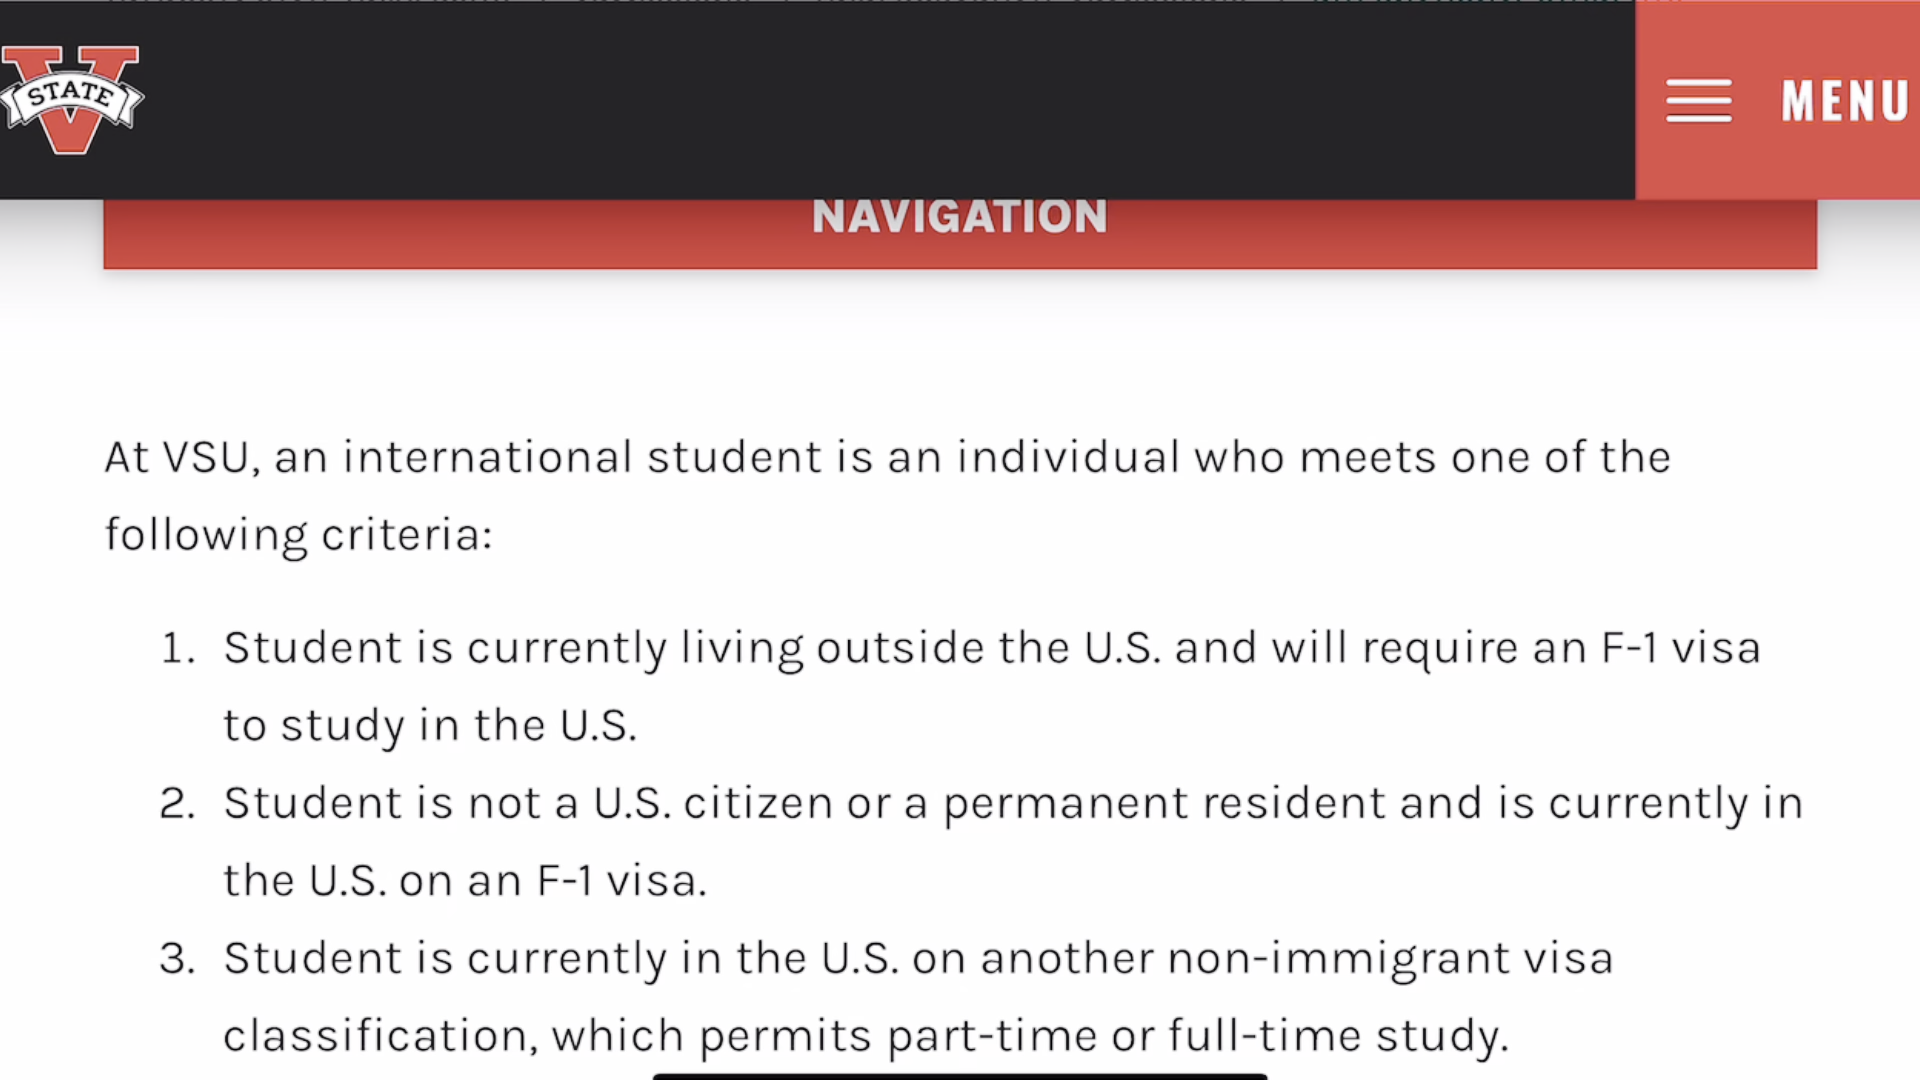 STATE
MENU
NAVIGATION
At VSU, an international student is an individual who meets one of the
following criteria:
1. Student is currently living outside the U.S. and will require an F-1 visa
to study in the U.S.
2. Student is not a U.S. citizen or a permanent resident and is currently in
the U.S. on an F-1 visa.
3. Student is currently in the U.S. on another non-immigrant visa
classification, which permits part-time or full-time study.